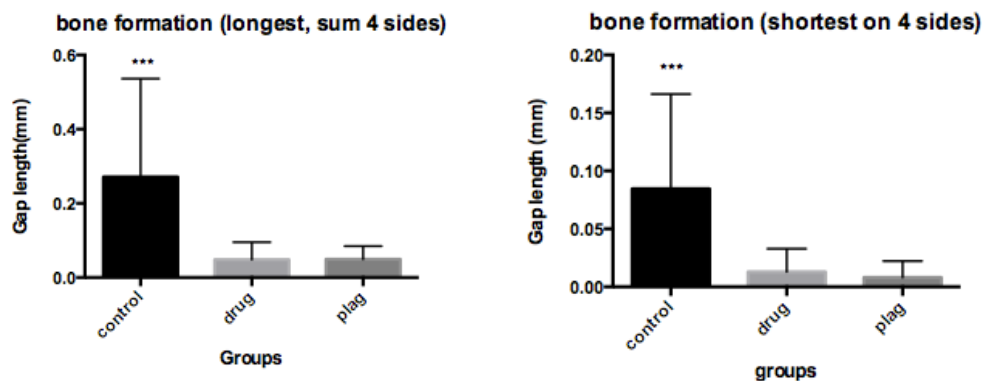 bone formation (longest, sum 4 sides)
0.6
0.4
0.2
0.0
Gap length(mm)
***
control
drug
plag
Groups
bone formation (shortest on 4 sides)
0.20
0.15
0.10
0.05
0.00
Gap length (mm)
***
control
drug
plag
groups